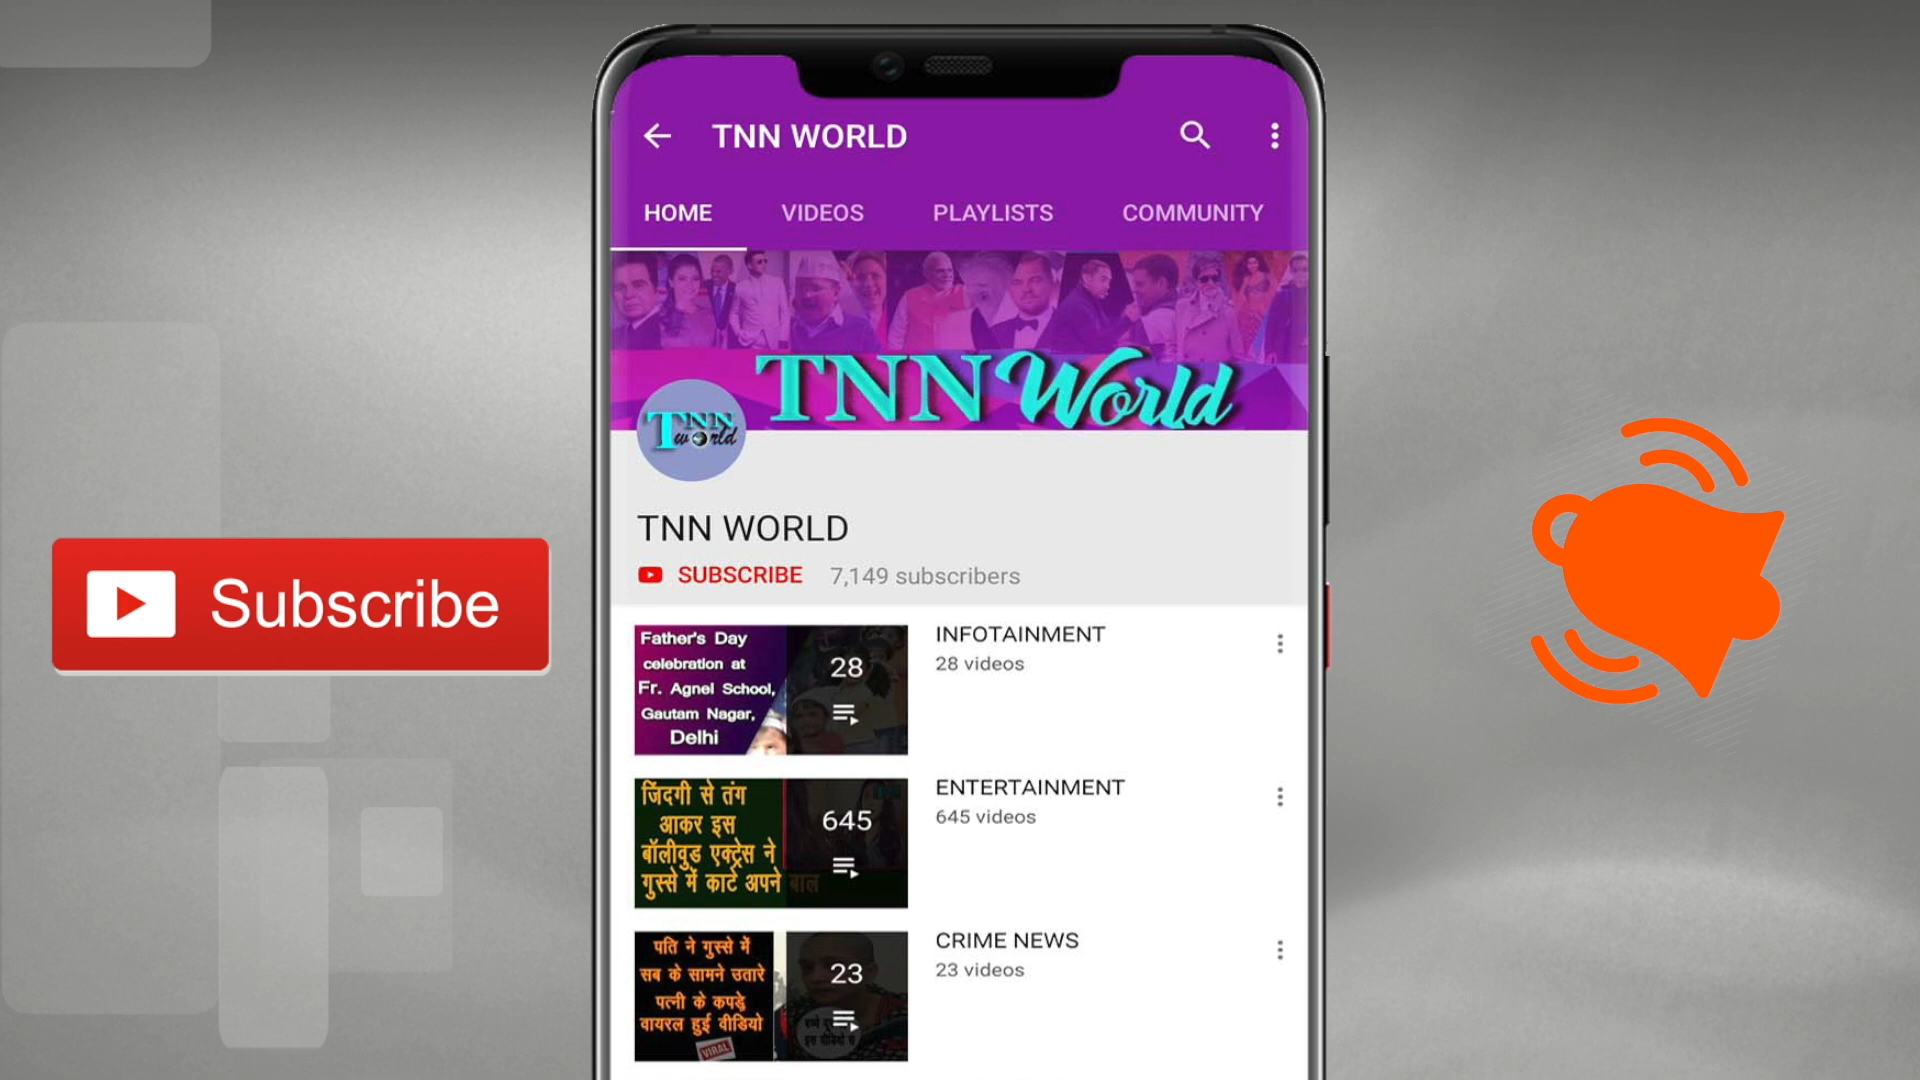 TNN WORLD
HOME VIDEOS PLAYLISTS COMMUNITY
TNN World
TNN
World
TNN WORLD
SUBSCRIBE 7,149 subscribers
Subscribe
Father's Day
celebration at
Fr. Agnel School,
Gautam Nagar,
Delhi
28
INFOTAINMENT
28 videos
जिंदगी से तंग
आकर इस
बॉलीवुड एक्ट्रेस ने
गुस्से में काटे अपने बाल
645
ENTERTAINMENT
645 videos
पति ने गुस्से में
सब के सामने उतारे
पत्नी के कपड़े
वायरल हुई वीडियो
VIRAL
23
CRIME NEWS
23 videos